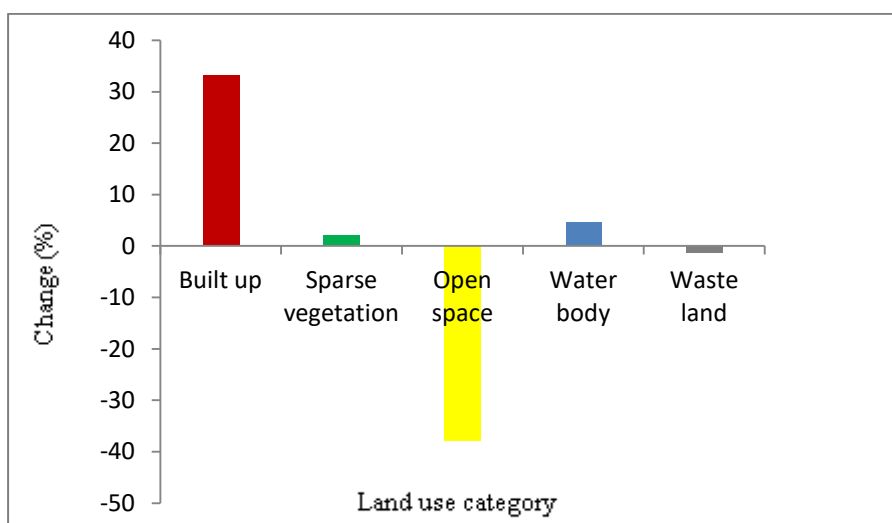 40
30
20
10
0
-10
-20
-30
-40
-50
Change (%)
Built up
Sparse
vegetation
Open
space
Water
body
Waste
land
Land use category